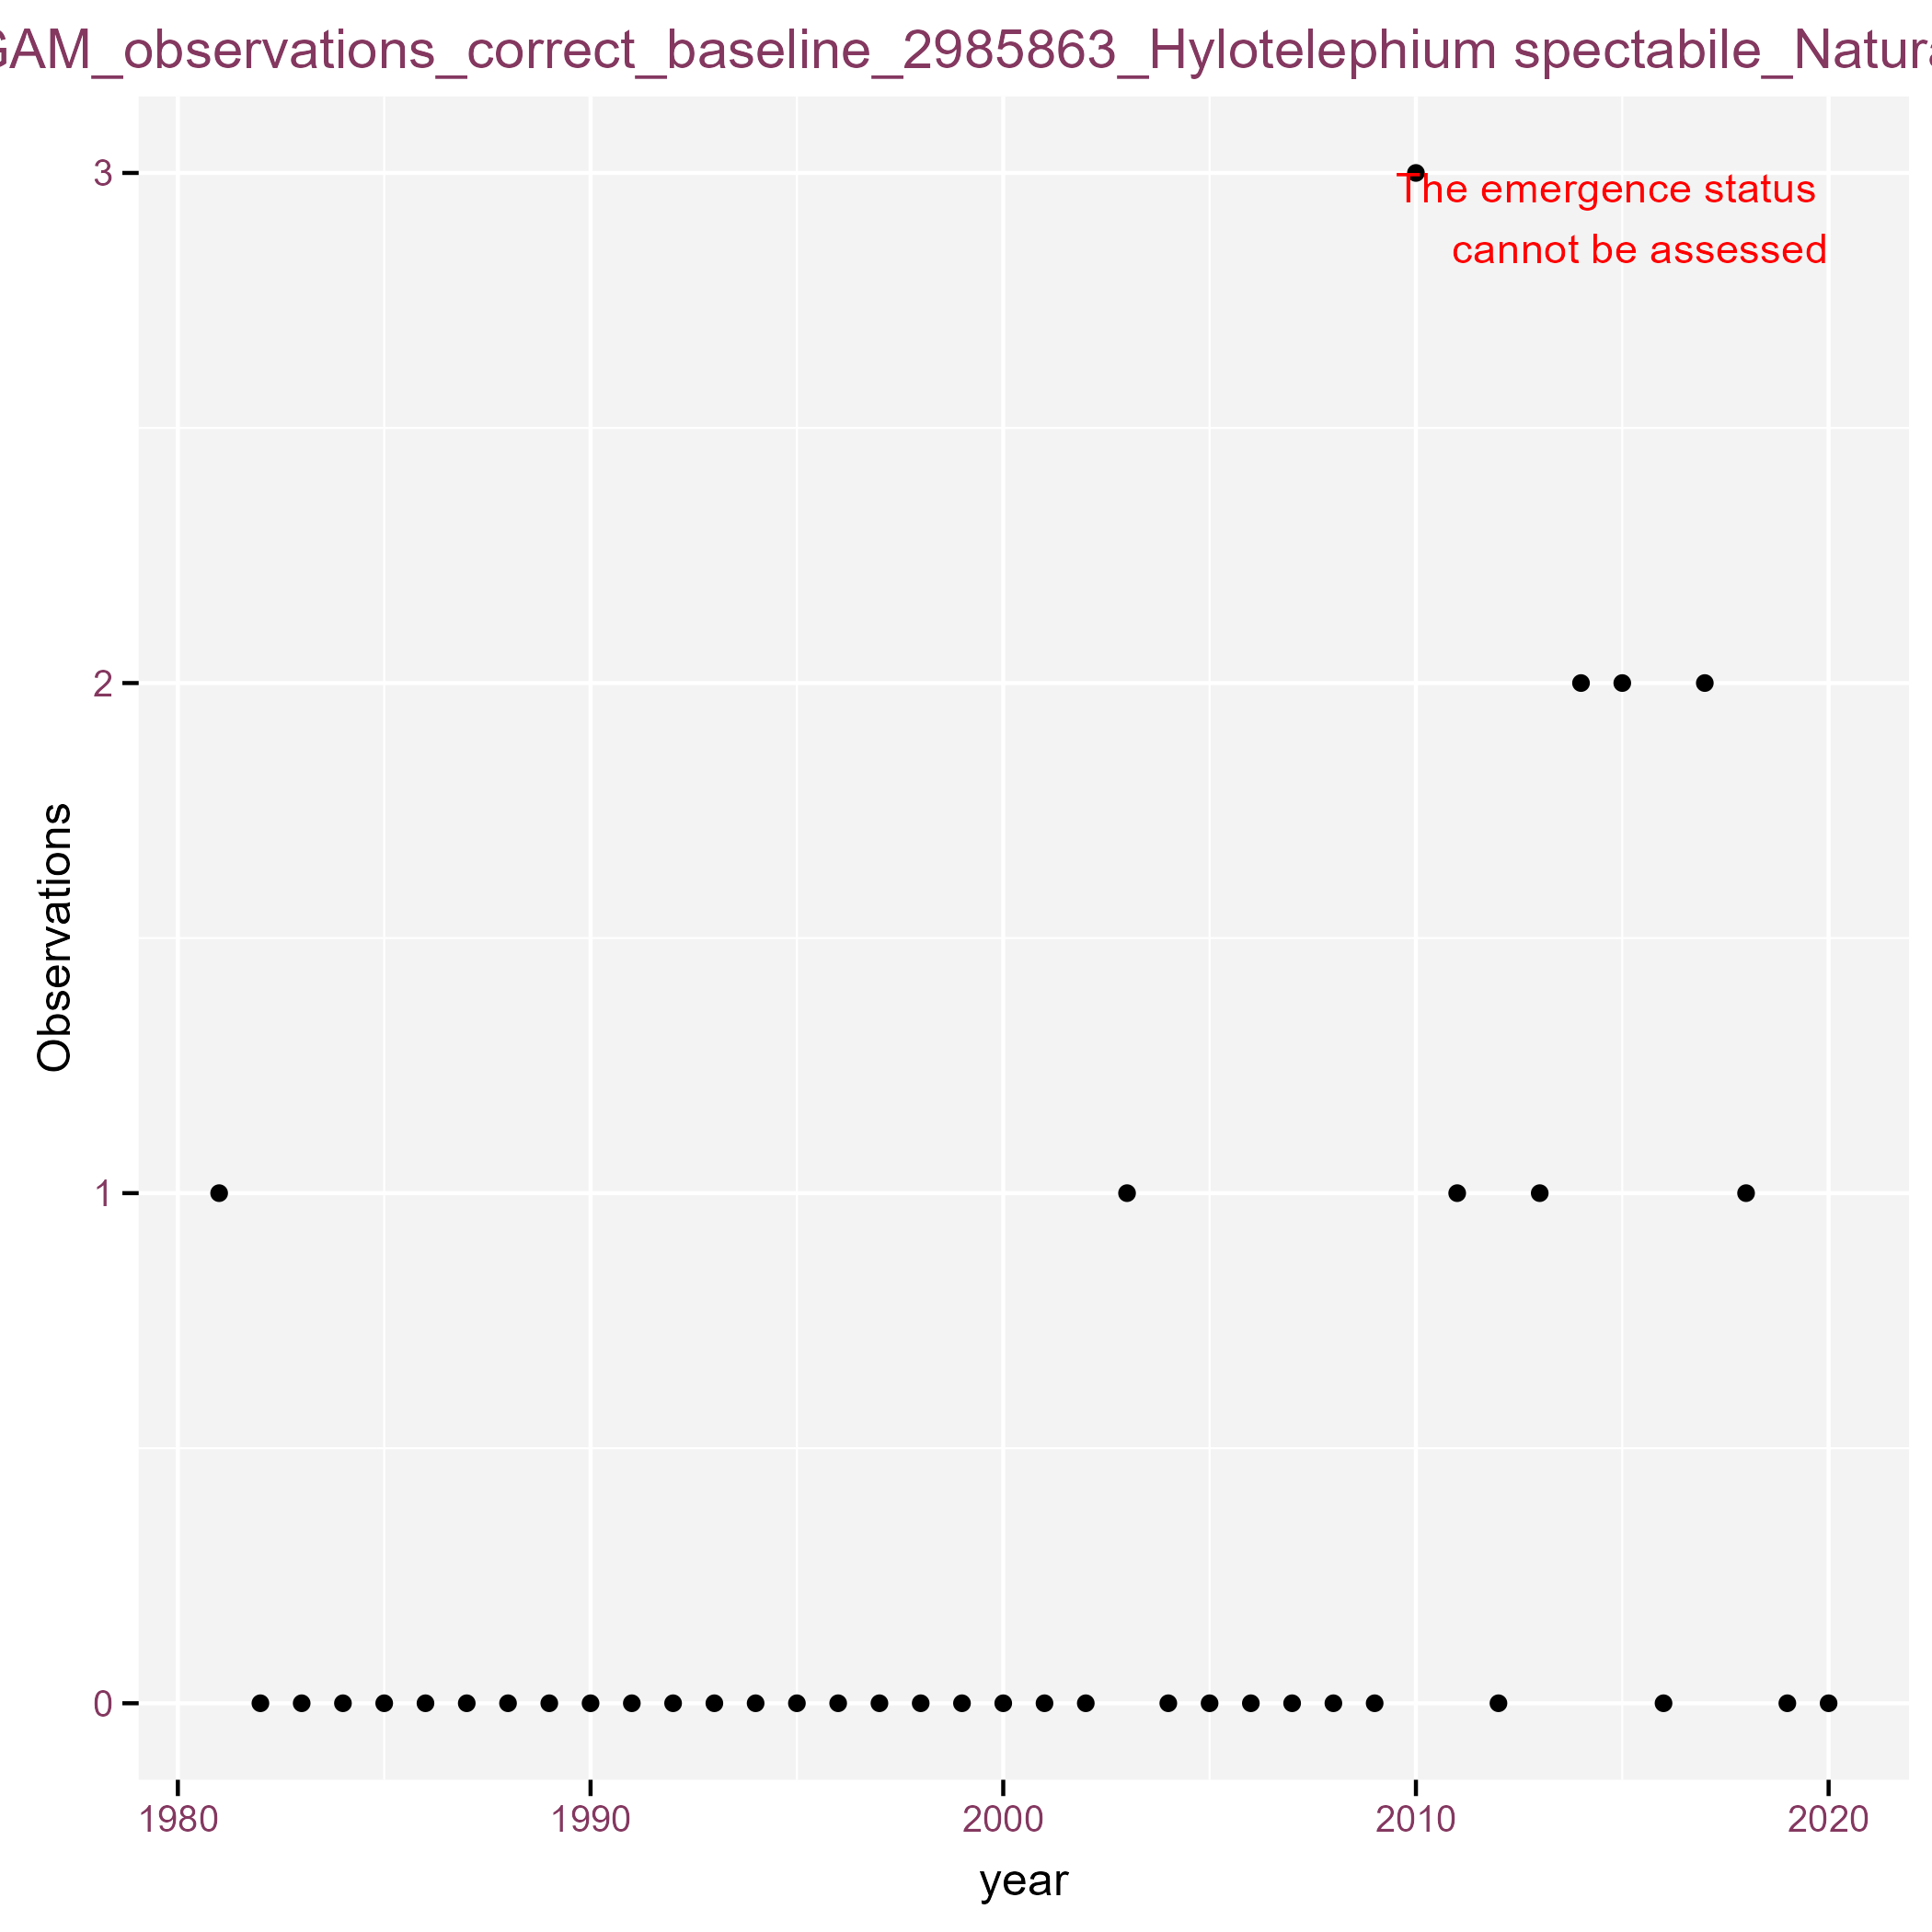 GAM_observations_correct_baseline_2985863_Hylotelephium spectabile_Natura
3
The emergence status
cannot be assessed
2
Observations
1
0
1980 1990 2000 2010 2020
year